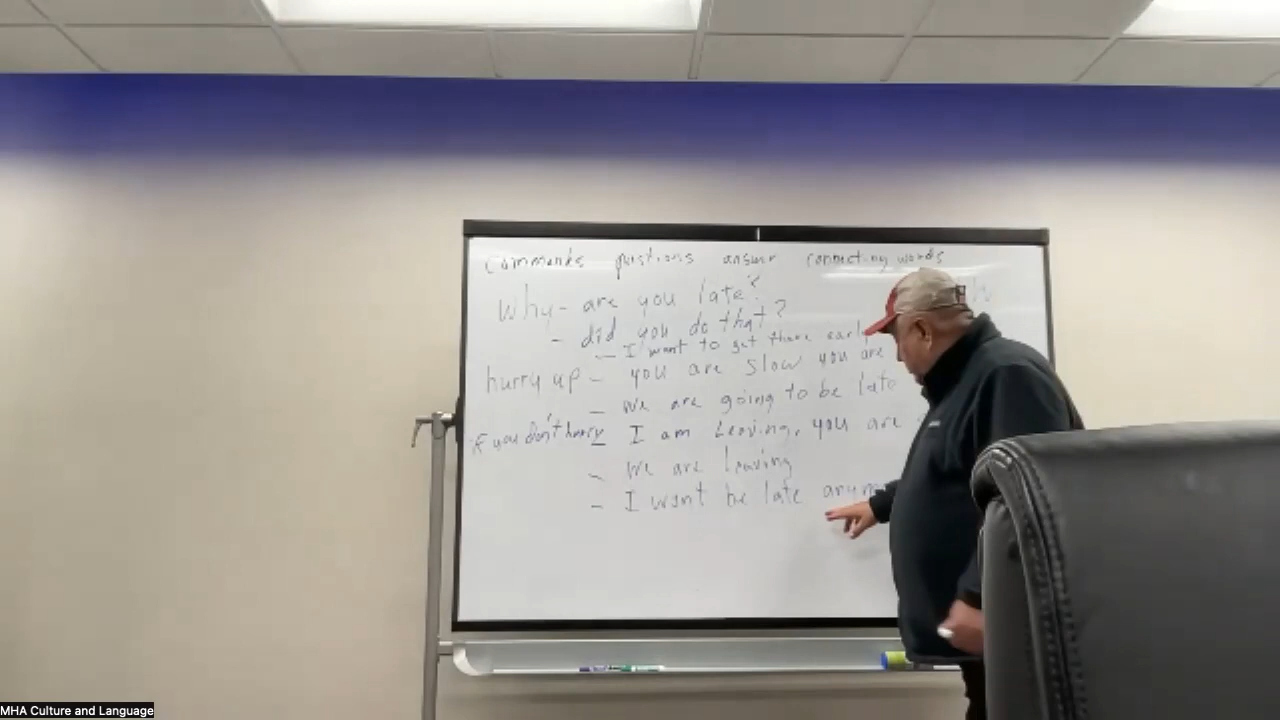 Commands questions answer connecting words
Why - are you late?
- did you do that?
- I want to get there early
hurry up - you are slow you are
- We are going to be late
if you don't hurry - I am leaving, you are
- We are leaving
- I won't be late
MHA Culture and Language